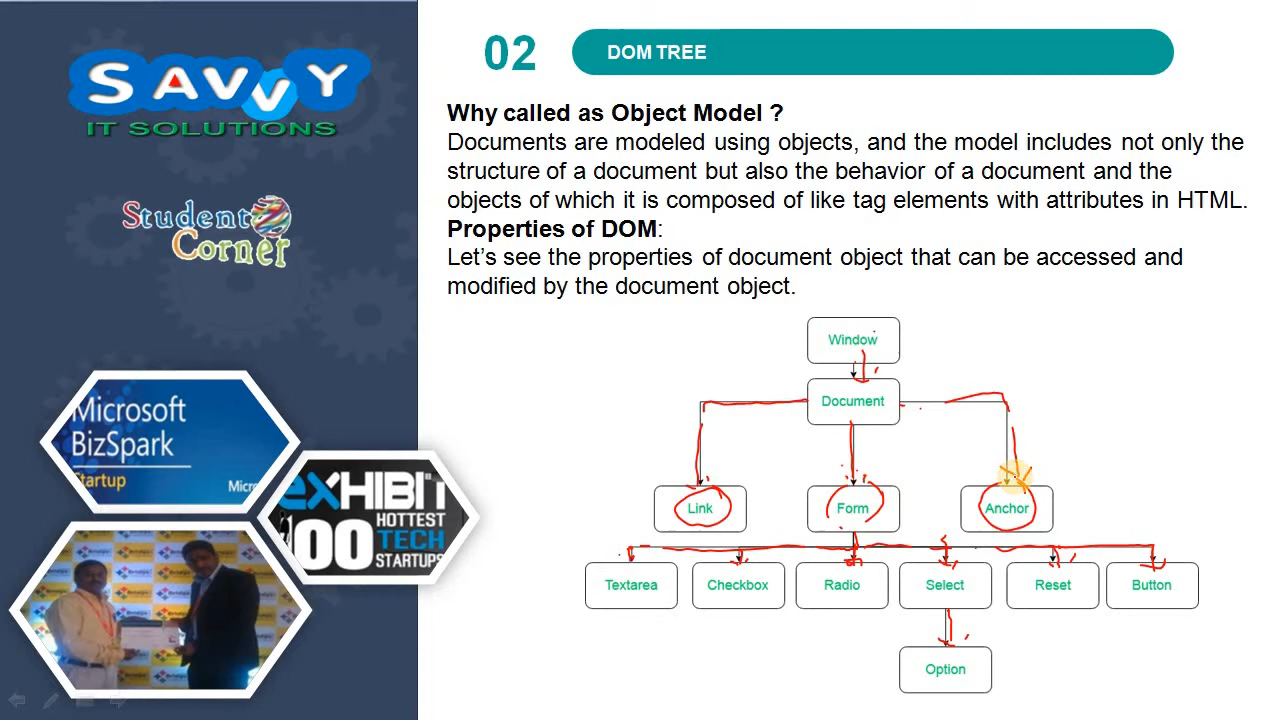 SAVVY
IT SOLUTIONS
Student
Corner
Microsoft
BizSpark
Startup
Micr
eXHIBIT
100
HOTTEST
TECH
STARTUPS
02
DOM TREE
Why called as Object Model ?
Documents are modeled using objects, and the model includes not only the
structure of a document but also the behavior of a document and the
objects of which it is composed of like tag elements with attributes in HTML.
Properties of DOM:
Let’s see the properties of document object that can be accessed and
modified by the document object.
Window
Document
Link Form Anchor
Textarea Checkbox Radio Select Reset Button
Option